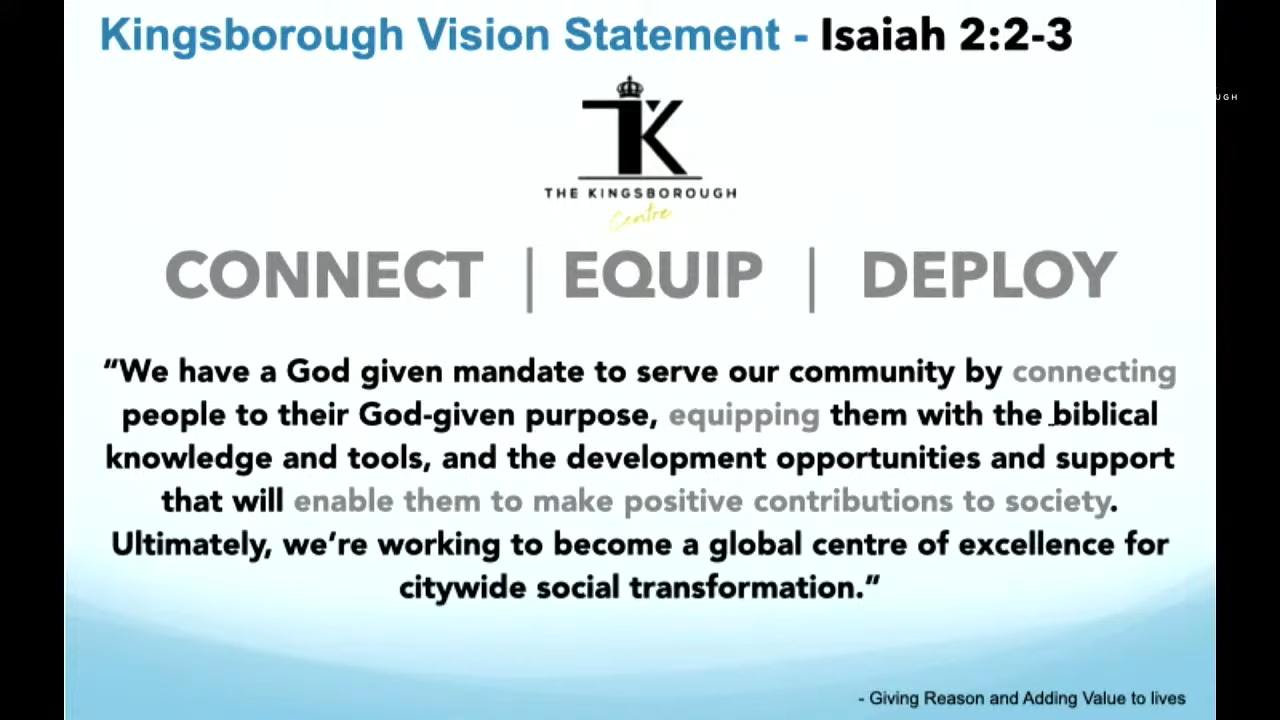 Kingsborough Vision Statement - Isaiah 2:2-3
UGH
TK
THE KINGSBOROUGH
Centre
CONNECT | EQUIP | DEPLOY
“We have a God given mandate to serve our community by connecting
people to their God-given purpose, equipping them with the biblical
knowledge and tools, and the development opportunities and support
that will enable them to make positive contributions to society.
Ultimately, we’re working to become a global centre of excellence for
citywide social transformation.”
- Giving Reason and Adding Value to lives